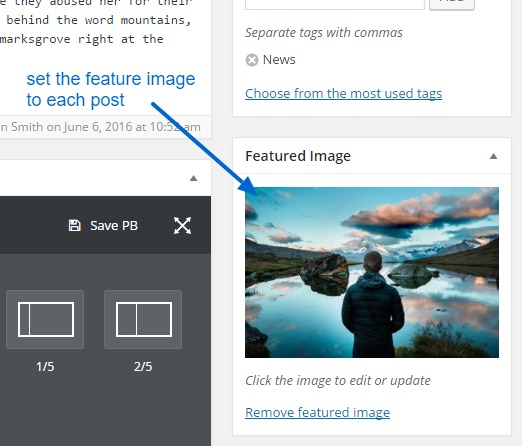 e they abused her for their
behind the word mountains,
marksgrove right at the
set the feature image
to each post
n Smith on June 6, 2016 at 10:52 am
Save PB
1/5
2/5
Add
Separate tags with commas
News
Choose from the most used tags
Featured Image
Click the image to edit or update
Remove featured image